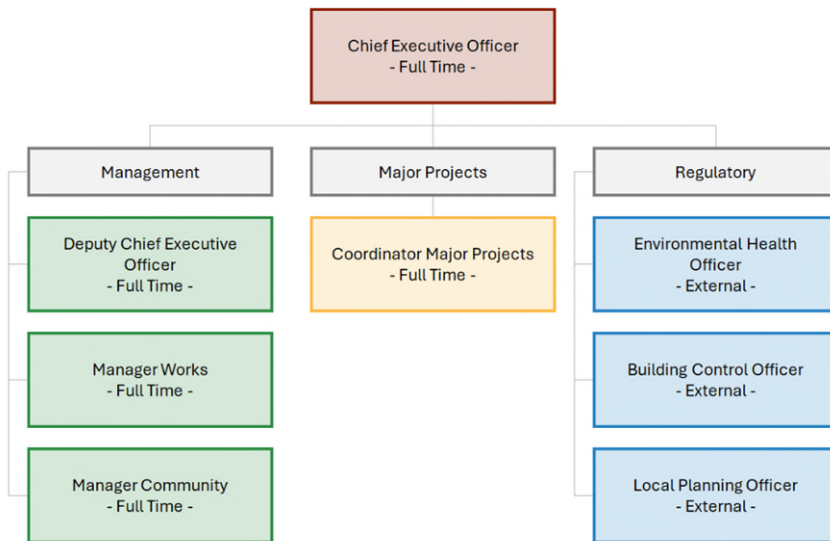 Chief Executive Officer
- Full Time -
Management
Major Projects
Regulatory
Deputy Chief Executive
Officer
- Full Time -
Coordinator Major Projects
- Full Time -
Environmental Health
Officer
- External -
Manager Works
- Full Time -
Building Control Officer
- External -
Manager Community
- Full Time -
Local Planning Officer
- External -